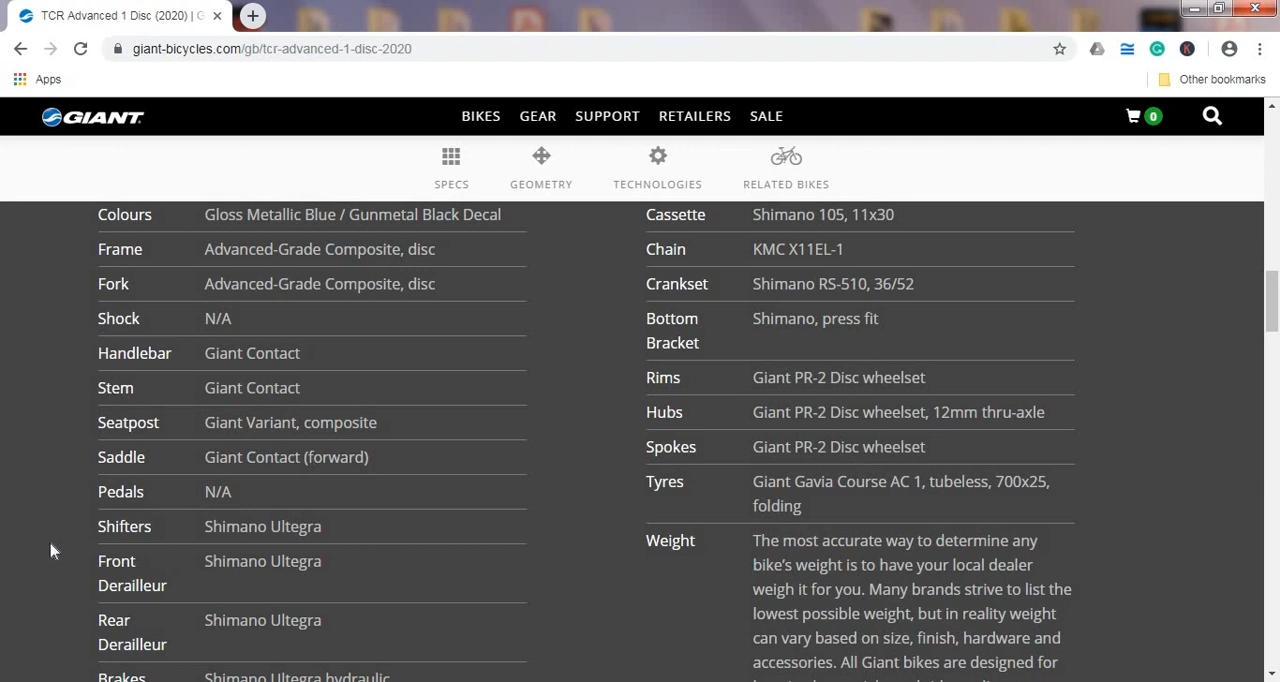 TCR Advanced 1 Disc (2020) | G
giant-bicycles.com/gb/tcr-advanced-1-disc-2020
Apps
Other bookmarks
GIANT
BIKES GEAR SUPPORT RETAILERS SALE
0
SPECS GEOMETRY TECHNOLOGIES RELATED BIKES
Colours Gloss Metallic Blue / Gunmetal Black Decal
Frame Advanced-Grade Composite, disc
Fork Advanced-Grade Composite, disc
Shock N/A
Handlebar Giant Contact
Stem Giant Contact
Seatpost Giant Variant, composite
Saddle Giant Contact (forward)
Pedals N/A
Shifters Shimano Ultegra
Front Shimano Ultegra
Derailleur
Rear Shimano Ultegra
Derailleur
Brakes Shimano Ultegra hydraulic
Cassette Shimano 105, 11x30
Chain KMC X11EL-1
Crankset Shimano RS-510, 36/52
Bottom Shimano, press fit
Bracket
Rims Giant PR-2 Disc wheelset
Hubs Giant PR-2 Disc wheelset, 12mm thru-axle
Spokes Giant PR-2 Disc wheelset
Tyres Giant Gavia Course AC 1, tubeless, 700x25,
folding
Weight The most accurate way to determine any
bike's weight is to have your local dealer
weigh it for you. Many brands strive to list the
lowest possible weight, but in reality weight
can vary based on size, finish, hardware and
accessories. All Giant bikes are designed for